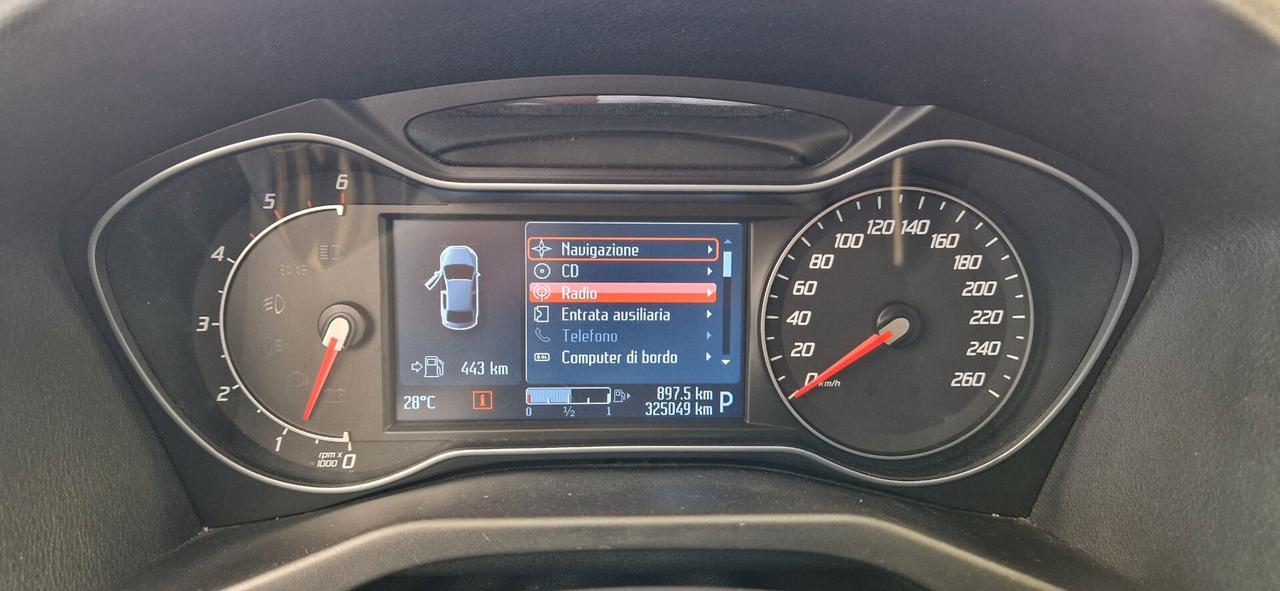 6
5
4
3
2
1
0
rpm x
1000
Navigazione
CD
Radio
Entrata ausiliaria
Telefono
Computer di bordo
443 km
28°C
i
0 1/2 1
897.5 km
325049 km
P
0
20
40
60
80
100
120
140
160
180
200
220
240
260
km/h